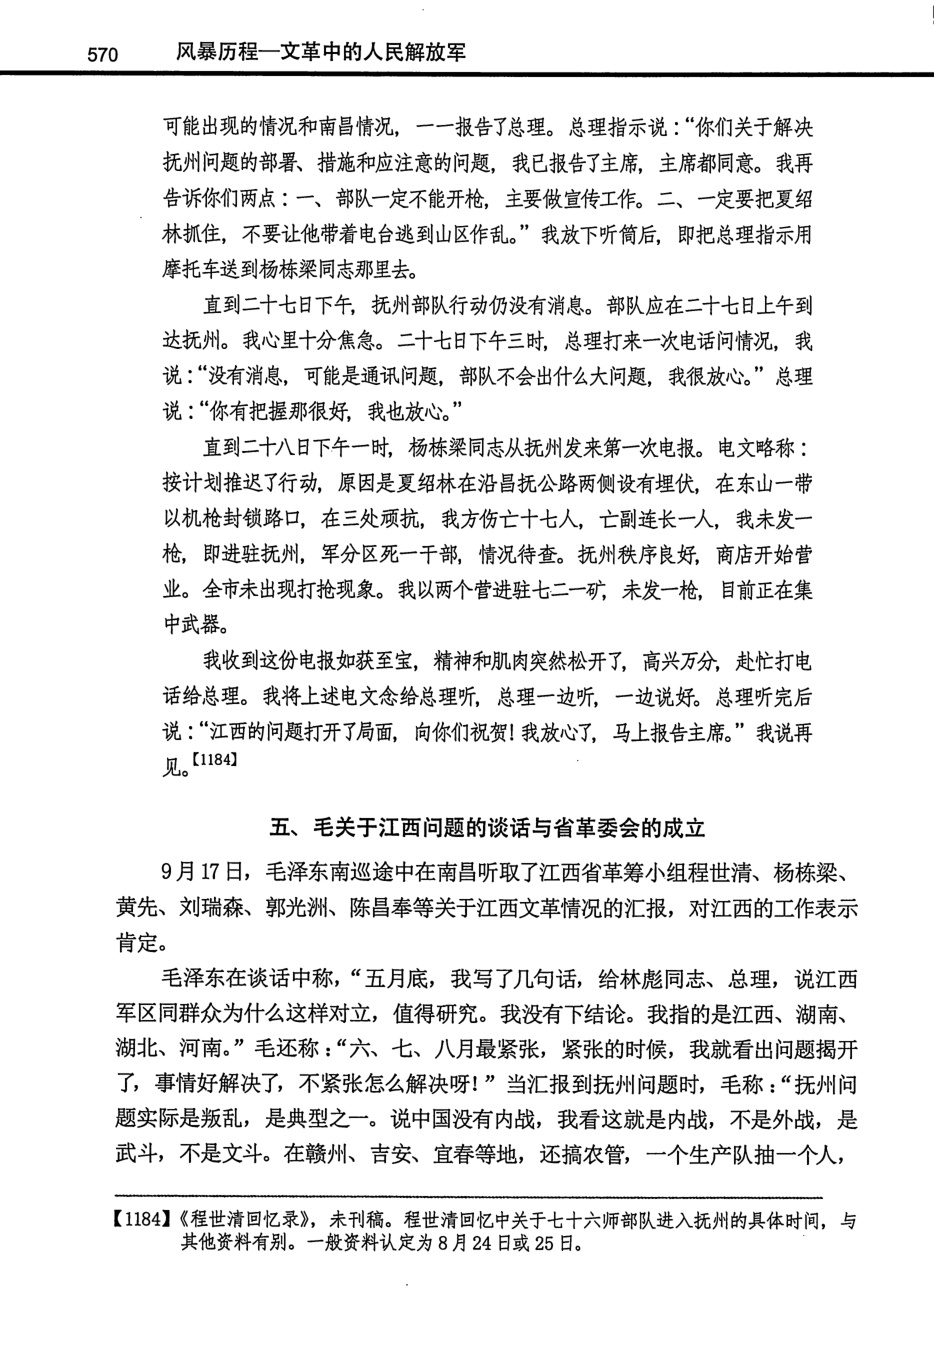 570 风暴历程—文革中的人民解放军
可能出现的情况和南昌情况，一一报告了总理。总理指示说：“你们关于解决
抚州问题的部署、措施和应注意的问题，我已报告了主席，主席都同意。我再
告诉你们两点：一、部队一定不能开枪，主要做宣传工作。二、一定要把夏绍
林抓住，不要让他带着电台逃到山区作乱。”我放下听筒后，即把总理指示用
摩托车送到杨栋梁同志那里去。
直到二十七日下午，抚州部队行动仍没有消息。部队应在二十七日上午到
达抚州。我心里十分焦急。二十七日下午三时，总理打来一次电话问情况，我
说：“没有消息，可能是通讯问题，部队不会出什么大问题，我很放心。”总理
说：“你有把握那很好，我也放心。”
直到二十八日下午一时，杨栋梁同志从抚州发来第一次电报。电文略称：
按计划推迟了行动，原因是夏绍林在沿昌抚公路两侧设有埋伏，在东山一带
以机枪封锁路口，在三处顽抗，我方伤亡十七人，亡副连长一人，我未发一
枪，即进驻抚州，军分区死一干部，情况待查。抚州秩序良好，商店开始营
业。全市未出现打抢现象。我以两个营进驻七二一矿，未发一枪，目前正在集
中武器。
我收到这份电报如获至宝，精神和肌肉突然松开了，高兴万分，赴忙打电
话给总理。我将上述电文念给总理听，总理一边听，一边说好。总理听完后
说：“江西的问题打开了局面，向你们祝贺！我放心了，马上报告主席。”我说再
见。【1184】
五、毛关于江西问题的谈话与省革委会的成立
9月17日，毛泽东南巡途中在南昌听取了江西省革筹小组程世清、杨栋梁、
黄先、刘瑞森、郭光洲、陈昌奉等关于江西文革情况的汇报，对江西的工作表示
肯定。
毛泽东在谈话中称，“五月底，我写了几句话，给林彪同志、总理，说江西
军区同群众为什么这样对立，值得研究。我没有下结论。我指的是江西、湖南、
湖北、河南。”毛还称：“六、七、八月最紧张，紧张的时候，我就看出问题揭开
了，事情好解决了，不紧张怎么解决呀！”当汇报到抚州问题时，毛称：“抚州问
题实际是叛乱，是典型之一。说中国没有内战，我看这就是内战，不是外战，是
武斗，不是文斗。在赣州、吉安、宜春等地，还搞农管，一个生产队抽一个人，
【1184】《程世清回忆录》，未刊稿。程世清回忆中关于七十六师部队进入抚州的具体时间，与
其他资料有别。一般资料认定为8月24日或25日。